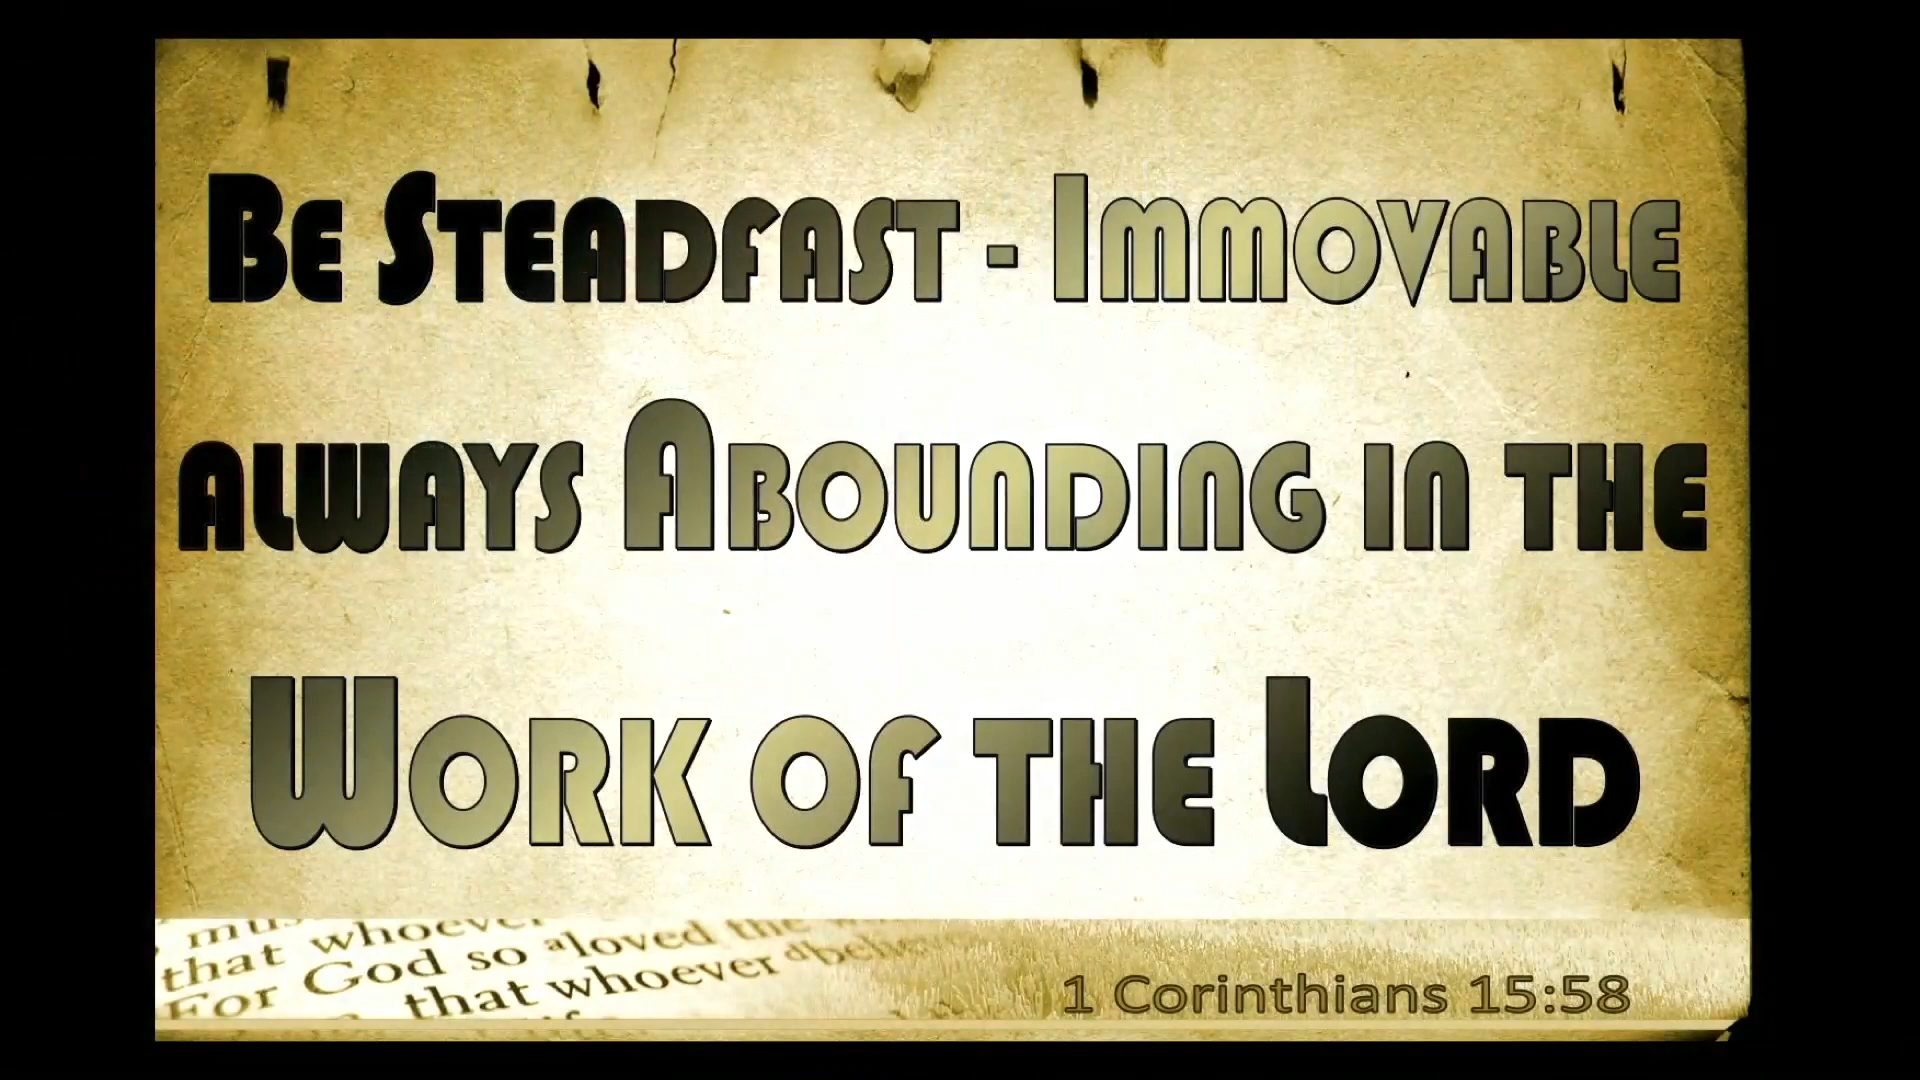 Be Steadfast - Immovable
always Abounding in the
Work of the Lord
that whoever
For God so aloved the
that whoever
1 Corinthians 15:58